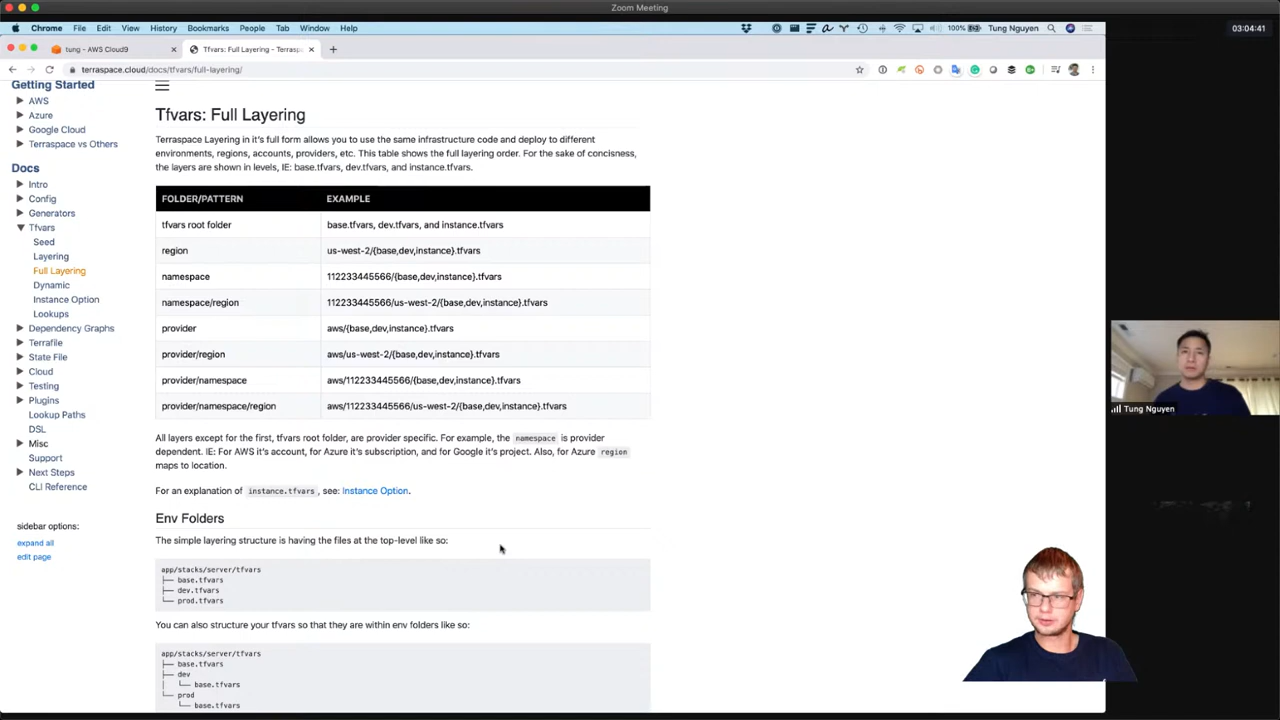 Zoom Meeting
Chrome File Edit View History Bookmarks People Tab Window Help
100% Tung Nguyen
03:04:41
tung - AWS Cloud9
Tfvars: Full Layering - Terrasp
terraspace.cloud/docs/tfvars/full-layering/
Getting Started
AWS
Azure
Google Cloud
Terraspace vs Others
Docs
Intro
Config
Generators
Tfvars
Seed
Layering
Full Layering
Dynamic
Instance Option
Lookups
Dependency Graphs
Terrafile
State File
Cloud
Testing
Plugins
Lookup Paths
DSL
Misc
Support
Next Steps
CLI Reference
sidebar options:
expand all
edit page
Tfvars: Full Layering
Terraspace Layering in it's full form allows you to use the same infrastructure code and deploy to different
environments, regions, accounts, providers, etc. This table shows the full layering order. For the sake of concisness,
the layers are shown in levels, IE: base.tfvars, dev.tfvars, and instance.tfvars.
FOLDER/PATTERN EXAMPLE
tfvars root folder base.tfvars, dev.tfvars, and instance.tfvars
region us-west-2/{base,dev,instance}.tfvars
namespace 112233445566/{base,dev,instance}.tfvars
namespace/region 112233445566/us-west-2/{base,dev,instance}.tfvars
provider aws/{base,dev,instance}.tfvars
provider/region aws/us-west-2/{base,dev,instance}.tfvars
provider/namespace aws/112233445566/{base,dev,instance}.tfvars
provider/namespace/region aws/112233445566/us-west-2/{base,dev,instance}.tfvars
All layers except for the first, tfvars root folder, are provider specific. For example, the namespace is provider
dependent. IE: For AWS it's account, for Azure it's subscription, and for Google it's project. Also, for Azure region
maps to location.
For an explanation of instance.tfvars , see: Instance Option.
Env Folders
The simple layering structure is having the files at the top-level like so:
app/stacks/server/tfvars
├── base.tfvars
├── dev.tfvars
└── prod.tfvars
You can also structure your tfvars so that they are within env folders like so:
app/stacks/server/tfvars
├── base.tfvars
├── dev
│ └── base.tfvars
└── prod
└── base.tfvars
Tung Nguyen